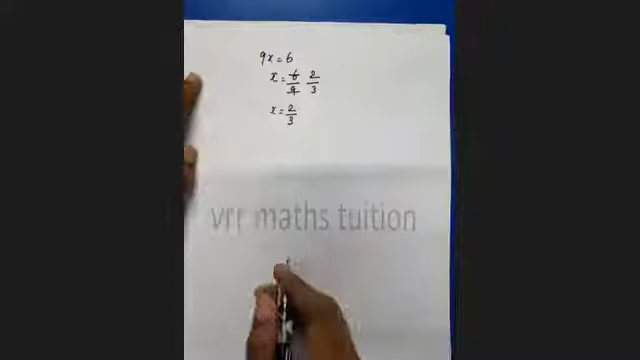 9x = 6
x = 6/9 2/3
x = 2/3
vrr maths tuition